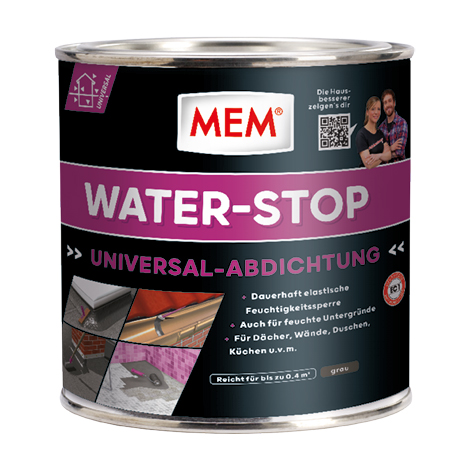 UNIVERSAL
Die Haus-
besserer
zeigen's dir
MEM®
WATER-STOP
›› UNIVERSAL-ABDICHTUNG ‹‹
• Dauerhaft elastische
Feuchtigkeitssperre
• Auch für feuchte Untergründe
• Für Dächer, Wände, Duschen,
Küchen u.v.m.
Reicht für bis zu 0.4 m²
grau